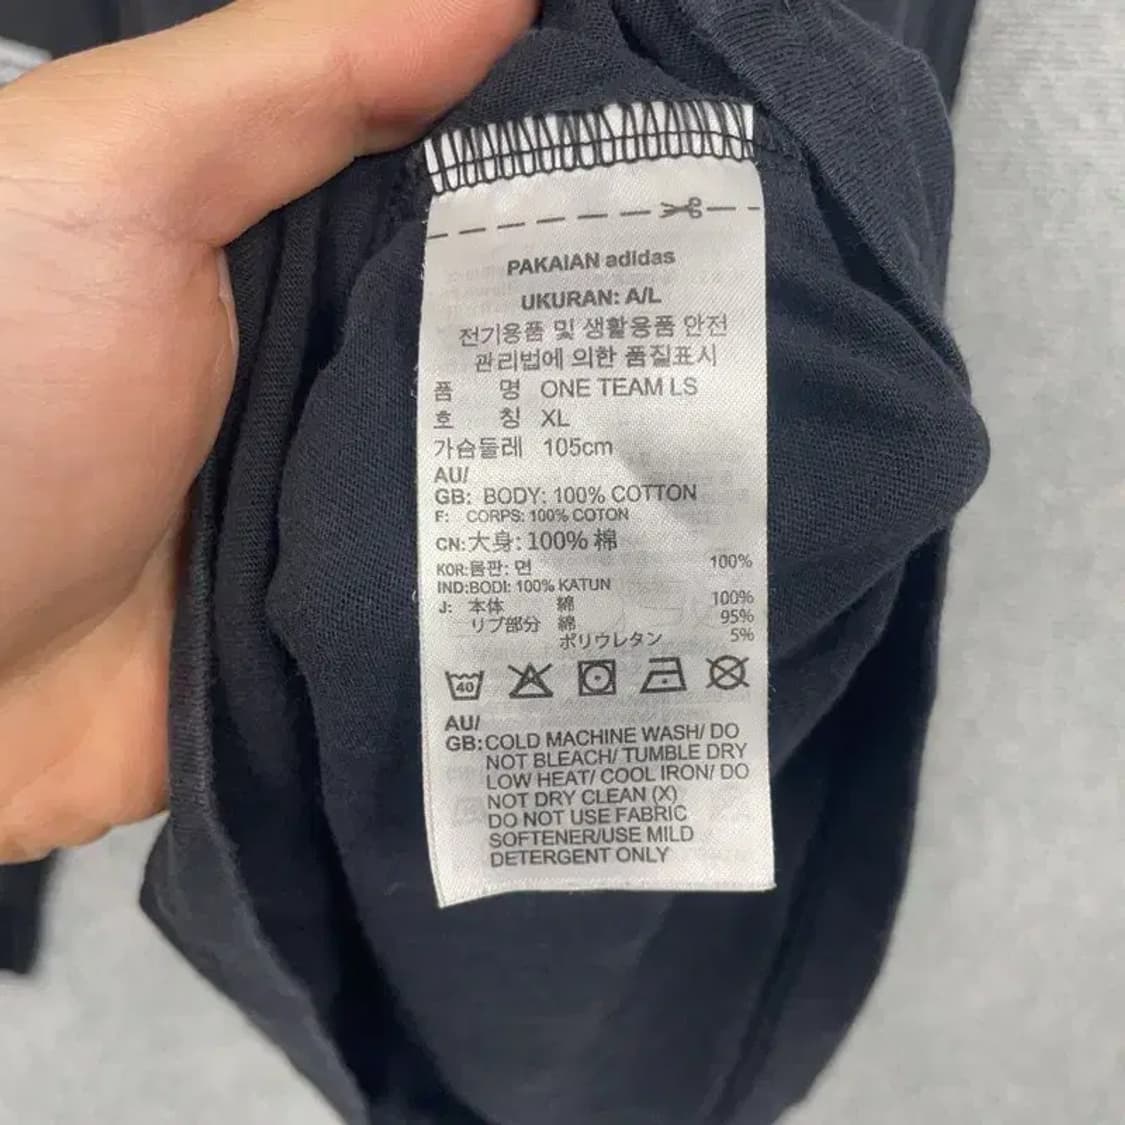 PAKAIAN adidas
UKURAN: A/L
전기용품 및 생활용품 안전
관리법에 의한 품질표시
품 명 ONE TEAM LS
호 칭 XL
가슴둘레 105cm
AU/
GB: BODY: 100% COTTON
F: CORPS: 100% COTON
CN: 大身: 100% 棉
KOR: 몸판: 면 100%
IND: BODI: 100% KATUN
J: 本体 綿 100%
リブ部分 綿 95%
ポリウレタン 5%
40
AU/
GB: COLD MACHINE WASH/ DO
NOT BLEACH/ TUMBLE DRY
LOW HEAT/ COOL IRON/ DO
NOT DRY CLEAN (X)
DO NOT USE FABRIC
SOFTENER/USE MILD
DETERGENT ONLY